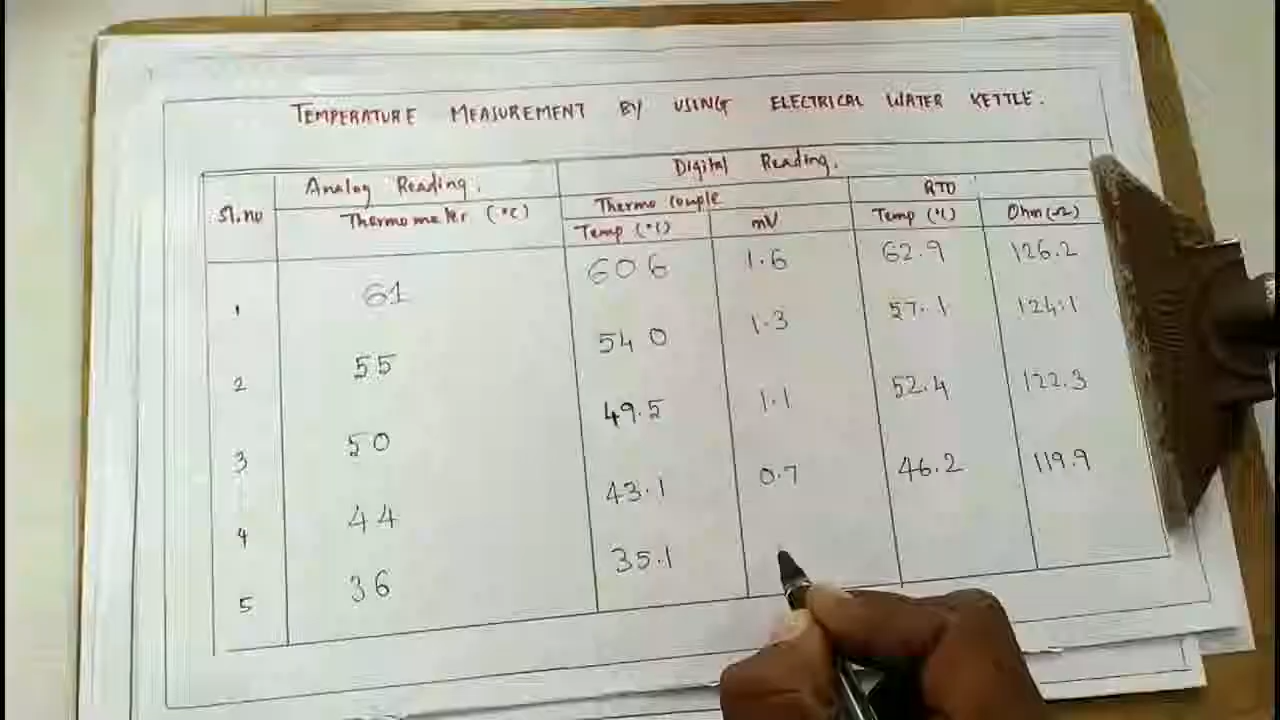 TEMPERATURE MEASUREMENT BY USING ELECTRICAL WATER KETTLE.
Sl.no Analog Reading. Digital Reading.
Thermometer (°C) Thermo couple RTD
Temp (°C) mV Temp (°C) Ohm (Ω)
1 61 60 6 1.6 62.9 126.2
2 55 54 0 1.3 57.1 124.1
3 50 49.5 1.1 52.4 122.3
4 44 43.1 0.7 46.2 119.9
5 36 35.1